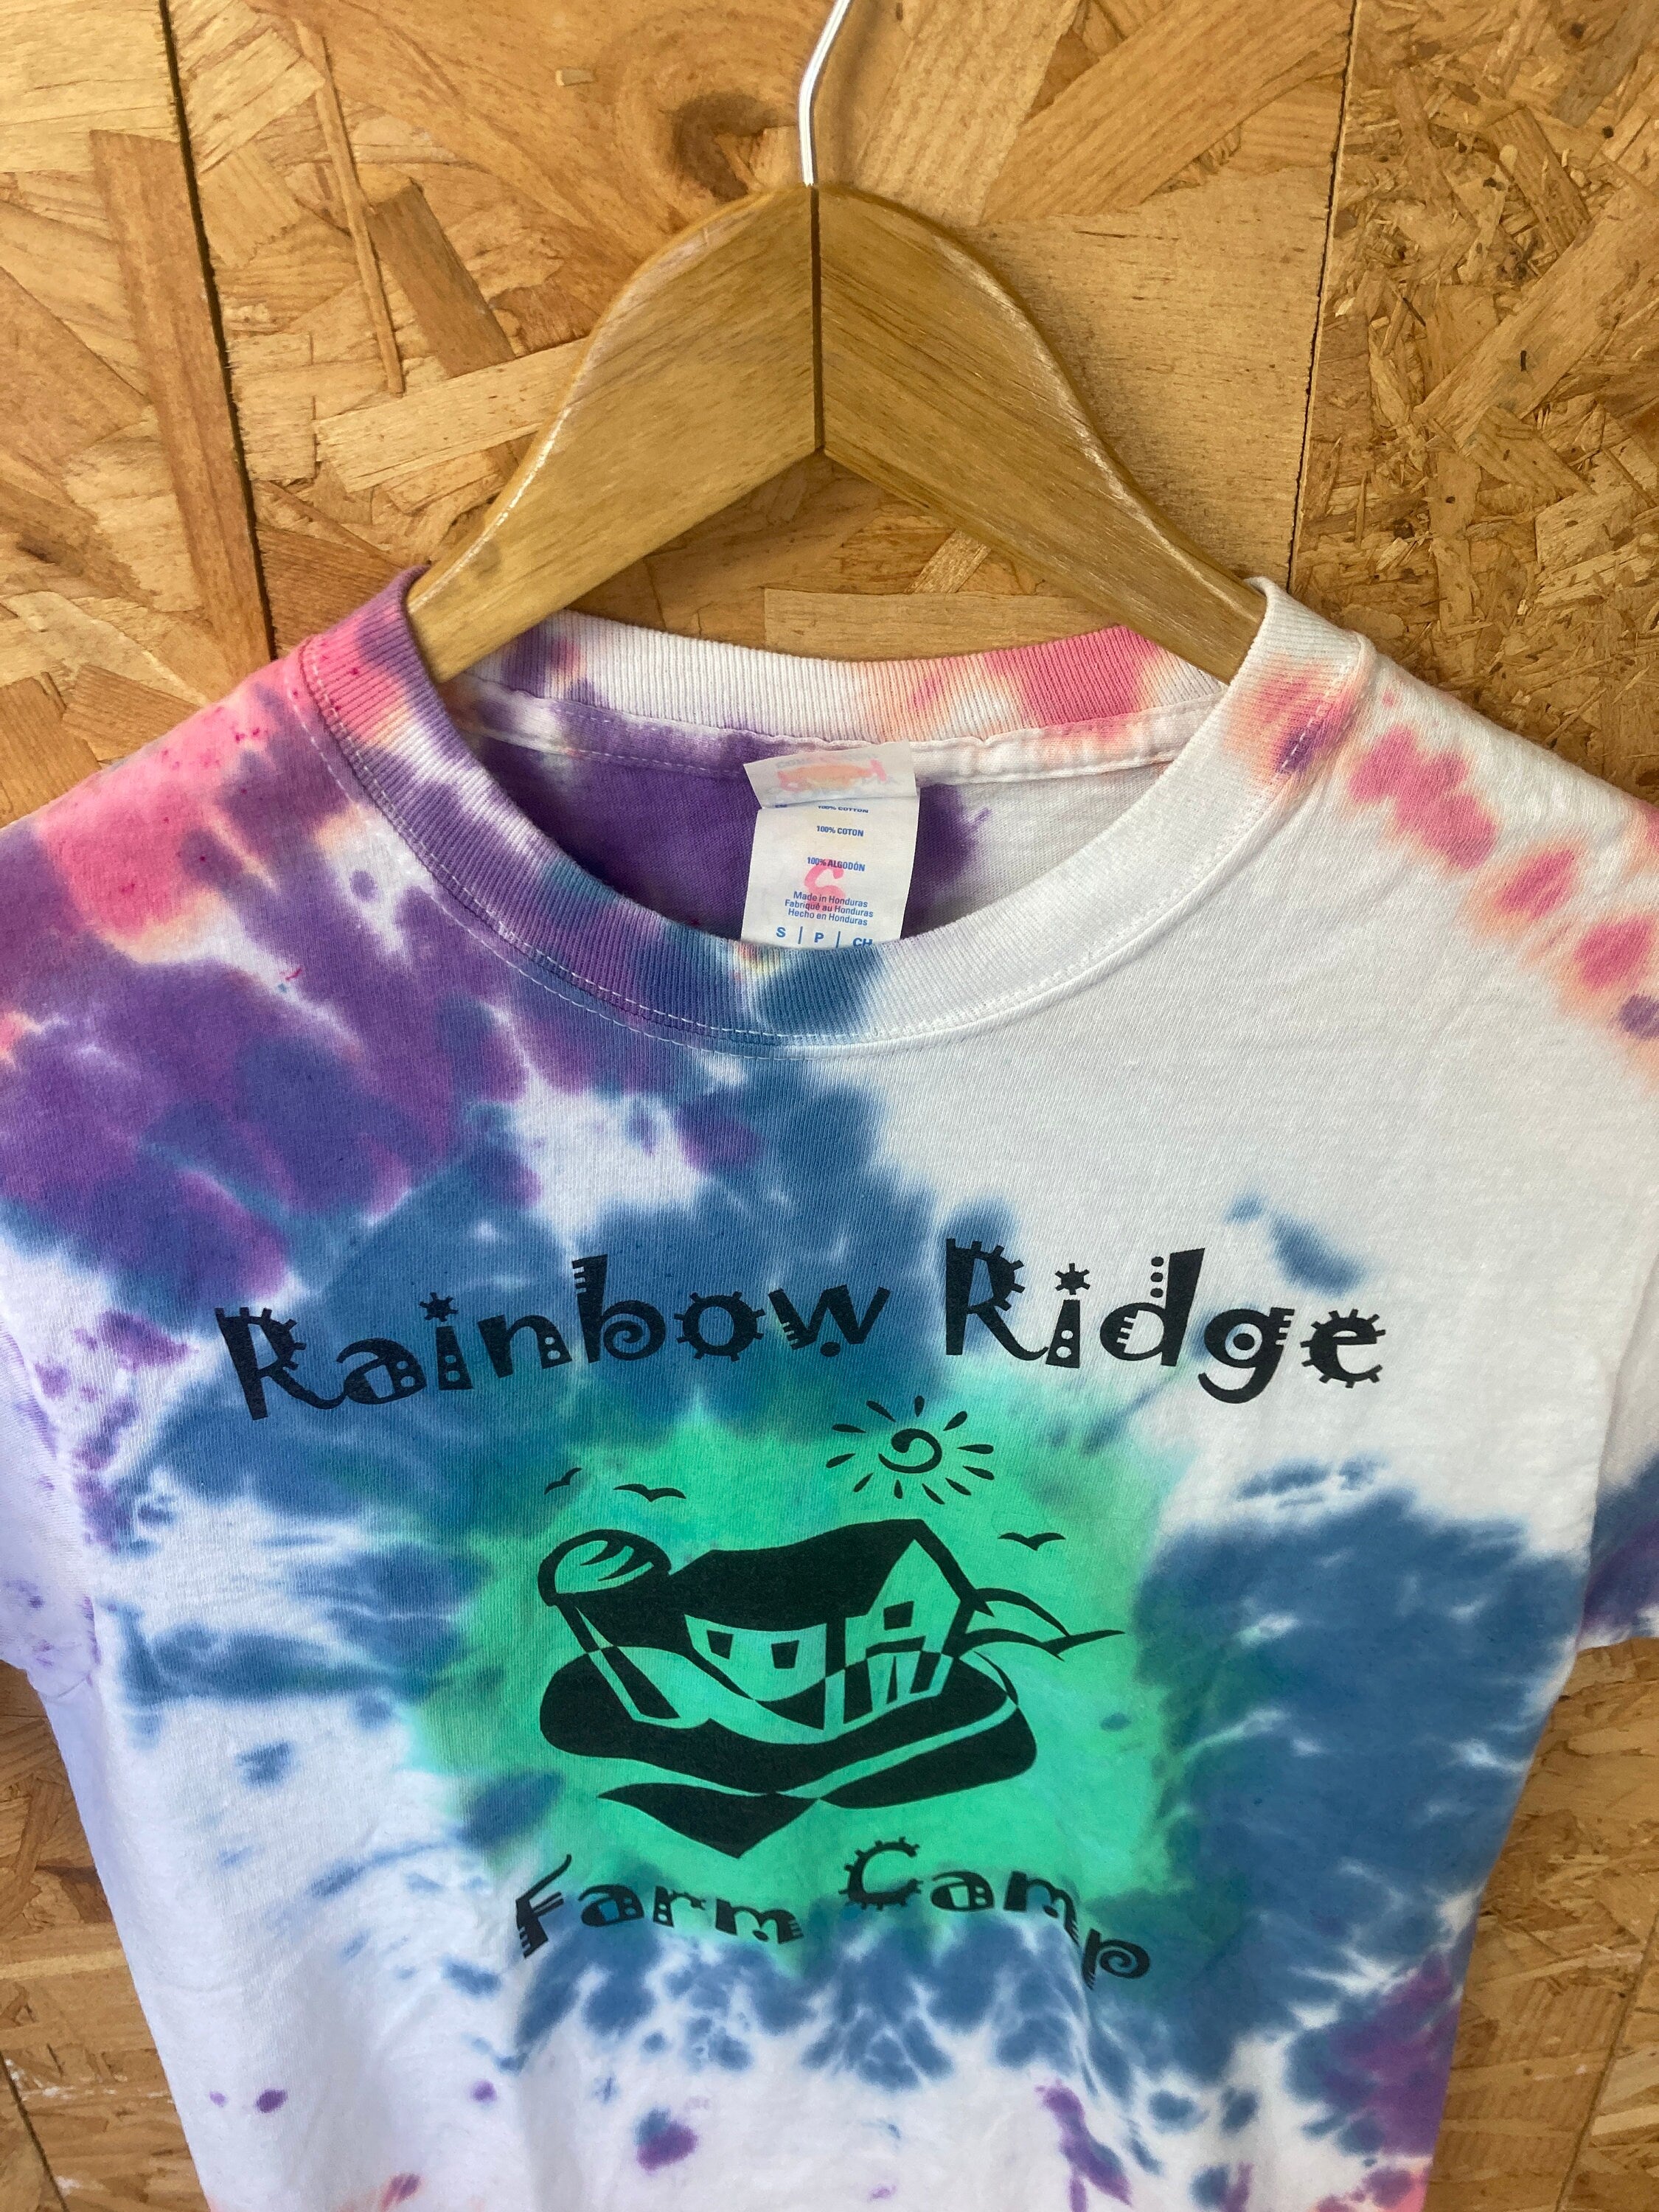 100% COTTON
100% COTON
100% ALGODÓN
Made in Honduras
Fabriqué au Honduras
Hecho en Honduras
S | P | CH
Rainbow Ridge
Farm Camp